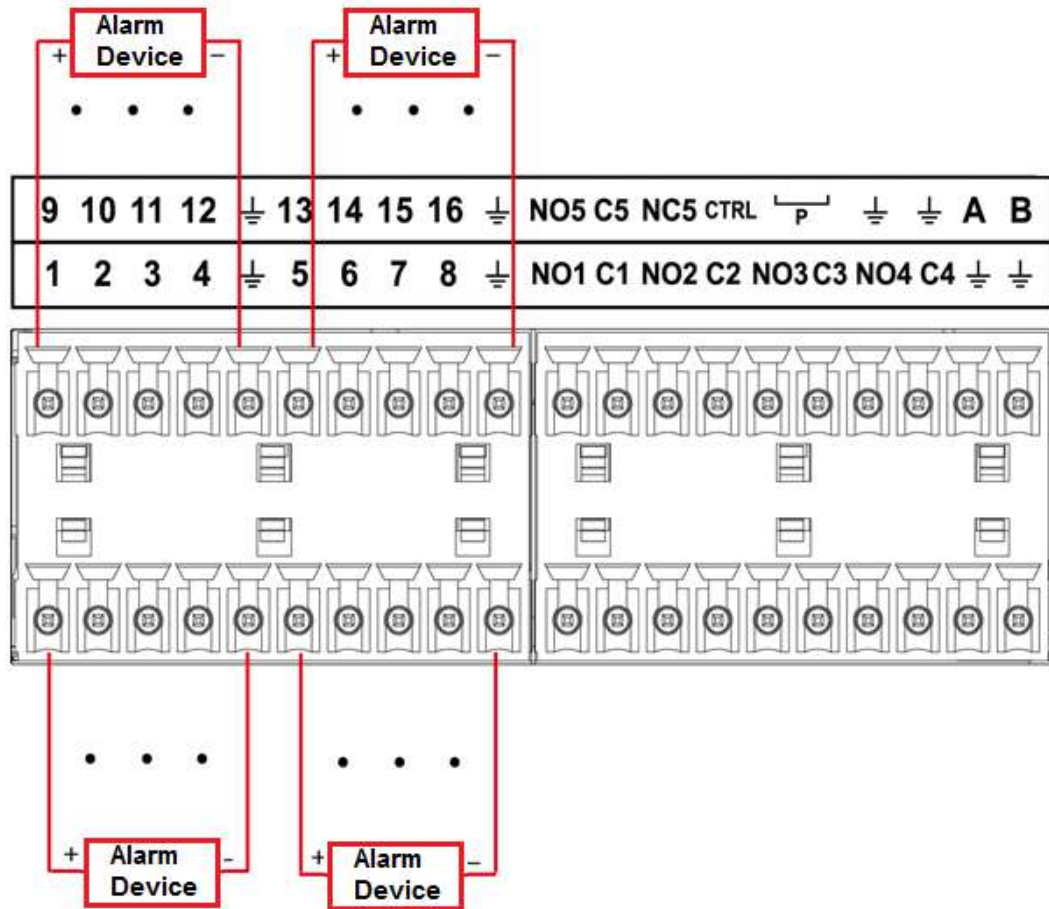 Alarm
Device
Alarm
Device
+ −
+ −
9 10 11 12 ⏚ 13 14 15 16 ⏚ NO5 C5 NC5 CTRL P ⏚ ⏚ A B
1 2 3 4 ⏚ 5 6 7 8 ⏚ NO1 C1 NO2 C2 NO3 C3 NO4 C4 ⏚ ⏚
+ -
+ −
Alarm
Device
Alarm
Device